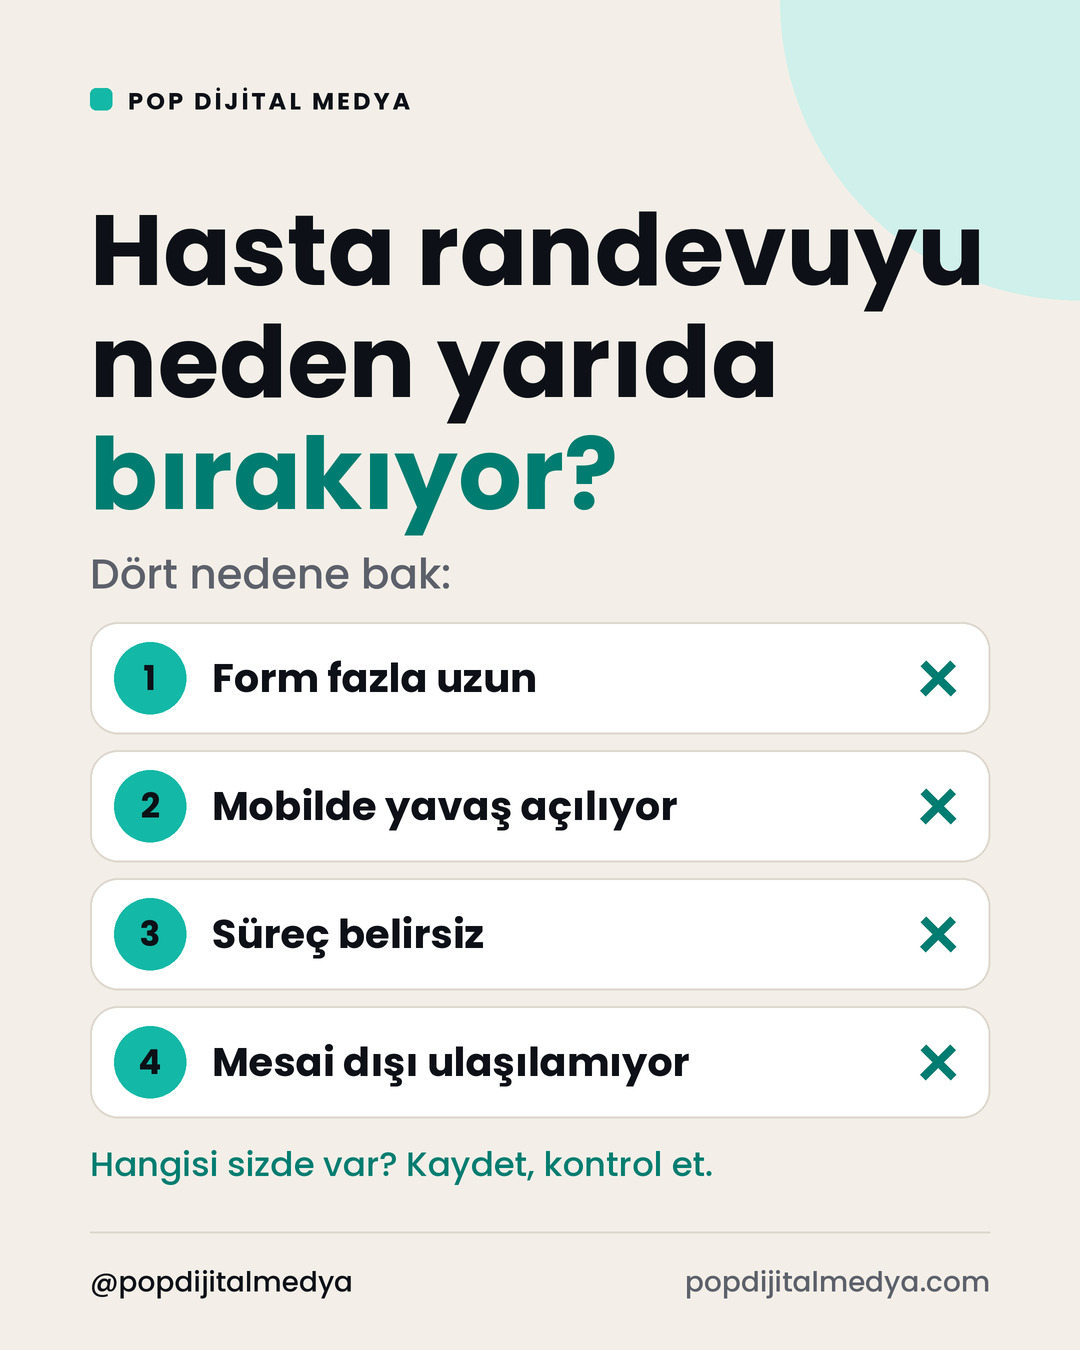 POP DİJİTAL MEDYA
Hasta randevuyu
neden yarıda
bırakıyor?
Dört nedene bak:
1 Form fazla uzun
2 Mobilde yavaş açılıyor
3 Süreç belirsiz
4 Mesai dışı ulaşılamıyor
Hangisi sizde var? Kaydet, kontrol et.
@popdijitalmedya popdijitalmedya.com